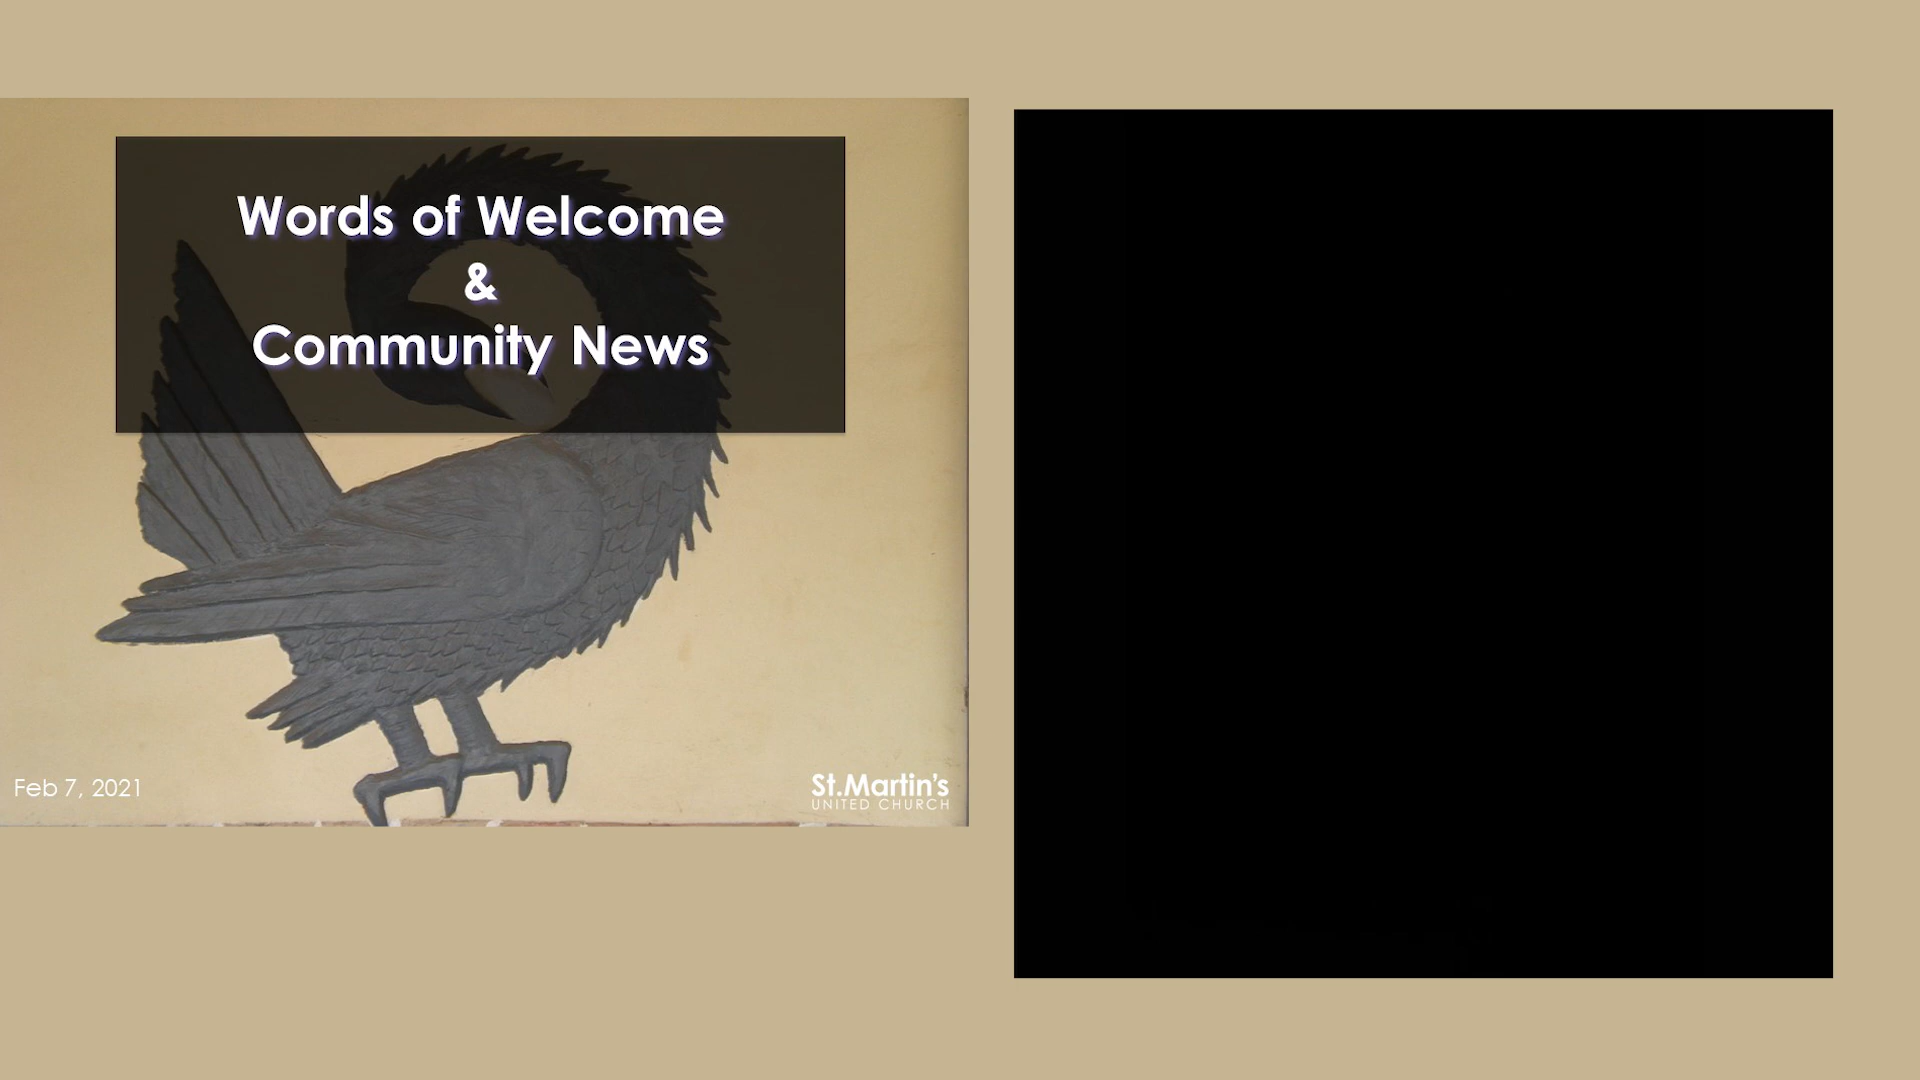 Words of Welcome
&
Community News
Feb 7, 2021
St.Martin's
UNITED CHURCH